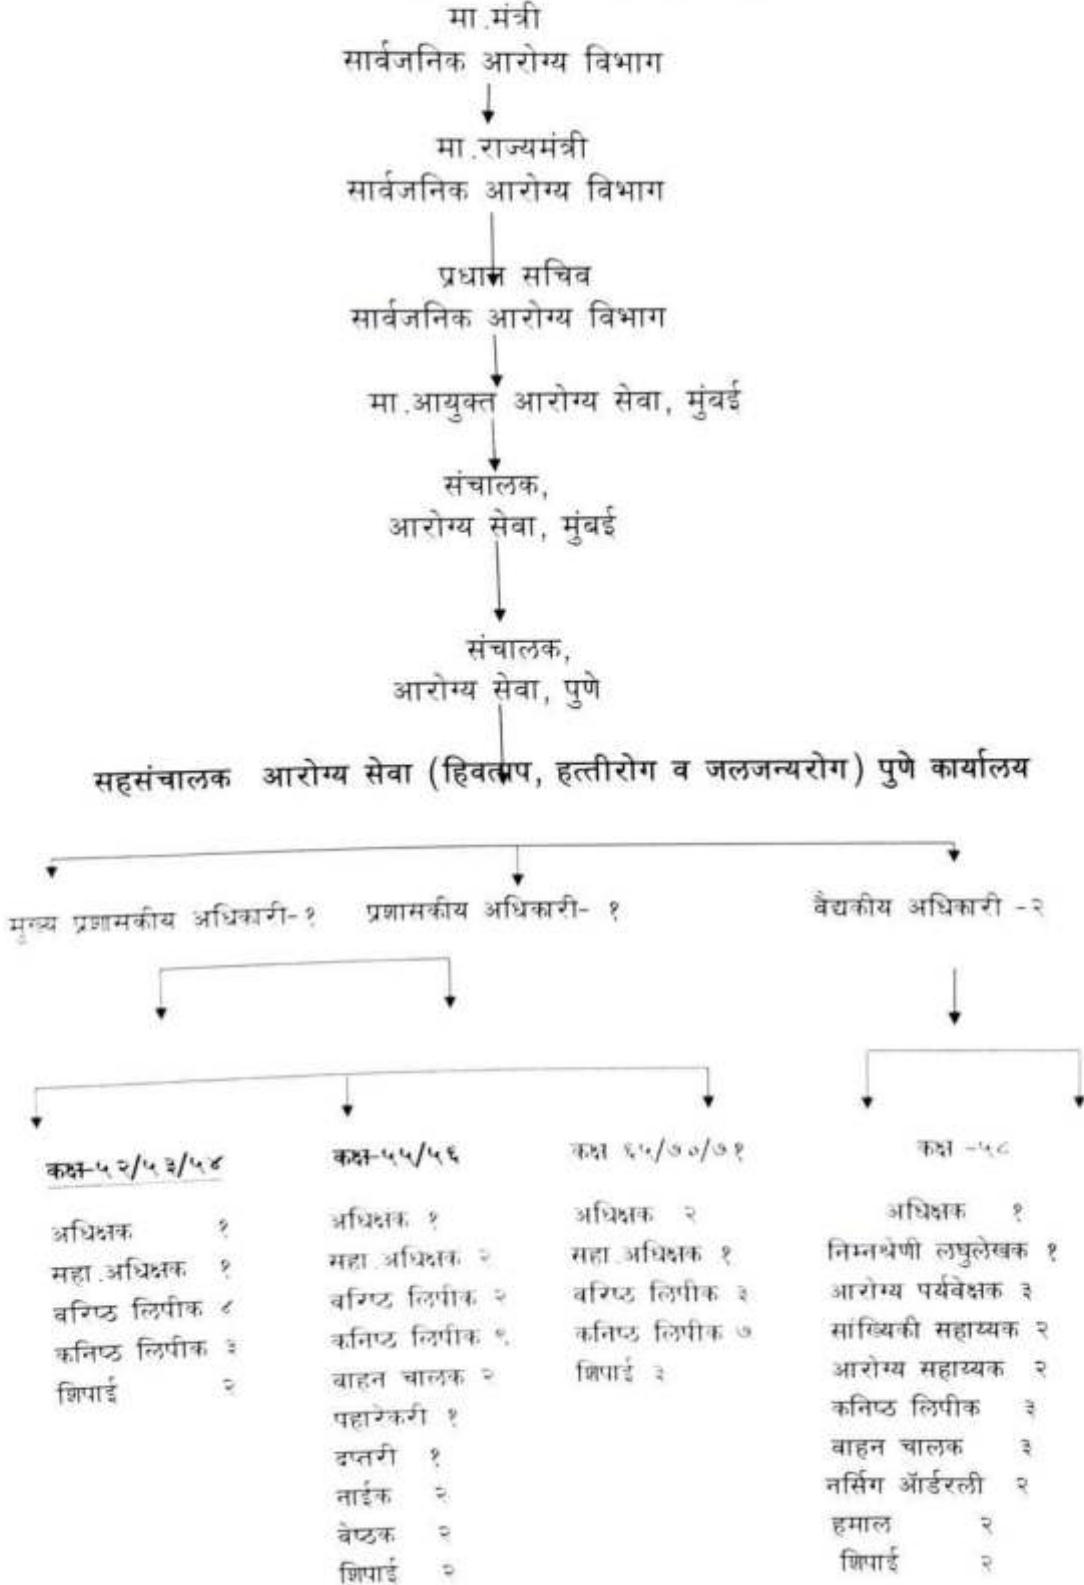 मा.मंत्री
सार्वजनिक आरोग्य विभाग
मा.राज्यमंत्री
सार्वजनिक आरोग्य विभाग
प्रधान सचिव
सार्वजनिक आरोग्य विभाग
मा.आयुक्त आरोग्य सेवा, मुंबई
संचालक,
आरोग्य सेवा, मुंबई
संचालक,
आरोग्य सेवा, पुणे
सहसंचालक आरोग्य सेवा (हिवताप, हत्तीरोग व जलजन्यरोग) पुणे कार्यालय
मुख्य प्रशासकीय अधिकारी-१
प्रशासकीय अधिकारी- १
वैद्यकीय अधिकारी -२
कक्ष-५२/५३/५४
अधिक्षक १
सहा.अधिक्षक १
वरिष्ठ लिपीक ४
कनिष्ठ लिपीक ३
शिपाई २
कक्ष-५५/५६
अधिक्षक १
सहा.अधिक्षक २
वरिष्ठ लिपीक २
कनिष्ठ लिपीक ९
वाहन चालक २
पहारेकरी १
दप्तरी १
नाईक २
वेष्ठक २
शिपाई २
कक्ष ६५/७०/७१
अधिक्षक २
सहा.अधिक्षक १
वरिष्ठ लिपीक ३
कनिष्ठ लिपीक ७
शिपाई ३
कक्ष -५८
अधिक्षक १
निम्नश्रेणी लघुलेखक १
आरोग्य पर्यवेक्षक ३
सांख्यिकी सहाय्यक २
आरोग्य सहाय्यक २
कनिष्ठ लिपीक ३
वाहन चालक ३
नर्सिग ऑर्डरली २
हमाल २
शिपाई २